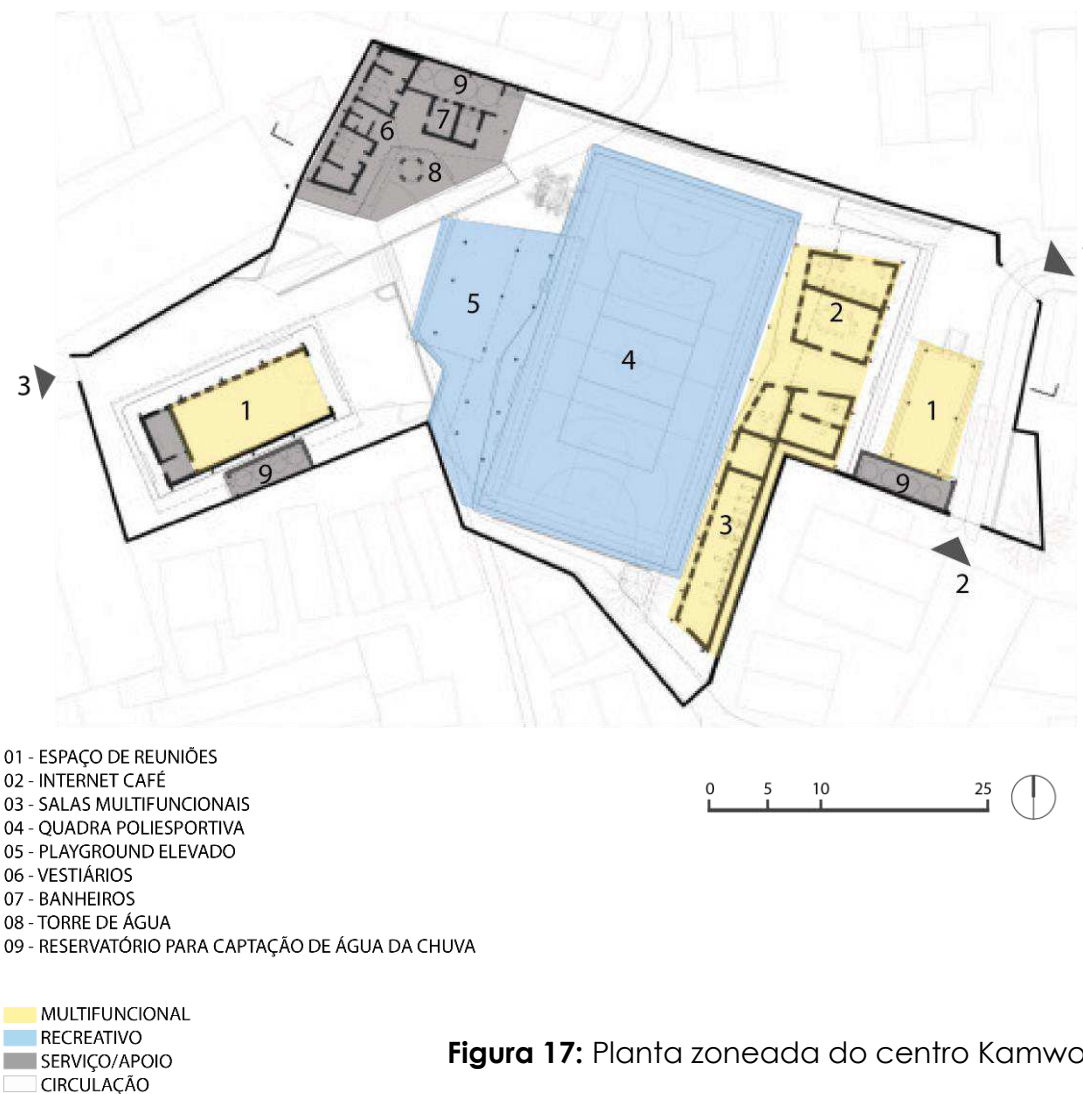 9
7
6
8
5
2
4
3
1
1
9
9
3
2
01 - ESPAÇO DE REUNIÕES
02 - INTERNET CAFÉ
03 - SALAS MULTIFUNCIONAIS
04 - QUADRA POLIESPORTIVA
05 - PLAYGROUND ELEVADO
06 - VESTIÁRIOS
07 - BANHEIROS
08 - TORRE DE ÁGUA
09 - RESERVATÓRIO PARA CAPTAÇÃO DE ÁGUA DA CHUVA
0 5 10 25
MULTIFUNCIONAL
RECREATIVO
SERVIÇO/APOIO
CIRCULAÇÃO
Figura 17: Planta zoneada do centro Kamwo